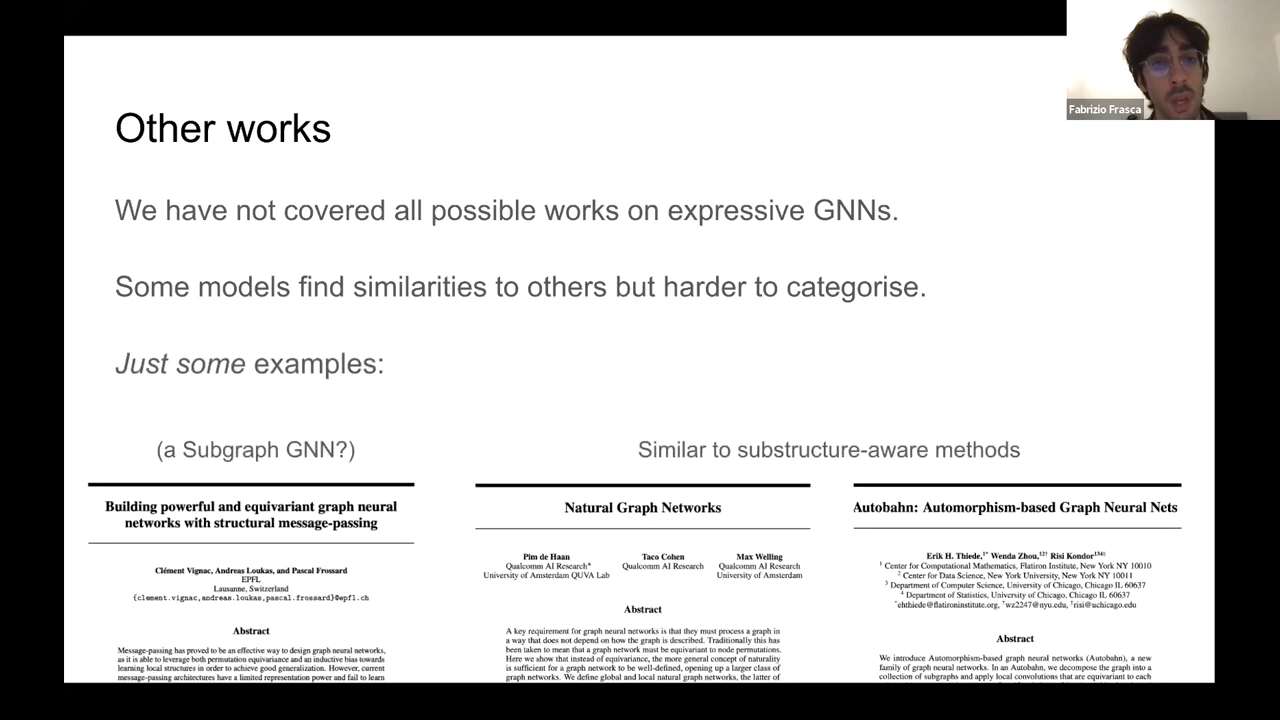 Fabrizio Frasca
Other works
We have not covered all possible works on expressive GNNs.
Some models find similarities to others but harder to categorise.
Just some examples:
(a Subgraph GNN?)
Building powerful and equivariant graph neural
networks with structural message-passing
Clément Vignac, Andreas Loukas, and Pascal Frossard
EPFL
Lausanne, Switzerland
{clement.vignac,andreas.loukas,pascal.frossard}@epfl.ch
Abstract
Message-passing has proved to be an effective way to design graph neural networks,
as it is able to leverage both permutation equivariance and an inductive bias towards
learning local structures in order to achieve good generalization. However, current
message-passing architectures have a limited representation power and fail to learn
Similar to substructure-aware methods
Natural Graph Networks
Pim de Haan
Qualcomm AI Research*
University of Amsterdam QUVA Lab
Taco Cohen
Qualcomm AI Research
Max Welling
Qualcomm AI Research
University of Amsterdam
Abstract
A key requirement for graph neural networks is that they must process a graph in
a way that does not depend on how the graph is described. Traditionally this has
been taken to mean that a graph network must be equivariant to node permutations.
Here we show that instead of equivariance, the more general concept of naturality
is sufficient for a graph network to be well-defined, opening up a larger class of
graph networks. We define global and local natural graph networks, the latter of
Autobahn: Automorphism-based Graph Neural Nets
Erik H. Thiede, Wenda Zhou, Risi Kondor
1 Center for Computational Mathematics, Flatiron Institute, New York NY 10010
2 Center for Data Science, New York University, New York NY 10011
3 Department of Computer Science, University of Chicago, Chicago IL 60637
4 Department of Statistics, University of Chicago, Chicago IL 60637
*ehthiede@flatironinstitute.org, †wz2247@nyu.edu, ‡risi@uchicago.edu
Abstract
We introduce Automorphism-based graph neural networks (Autobahn), a new
family of graph neural networks. In an Autobahn, we decompose the graph into a
collection of subgraphs and apply local convolutions that are equivariant to each